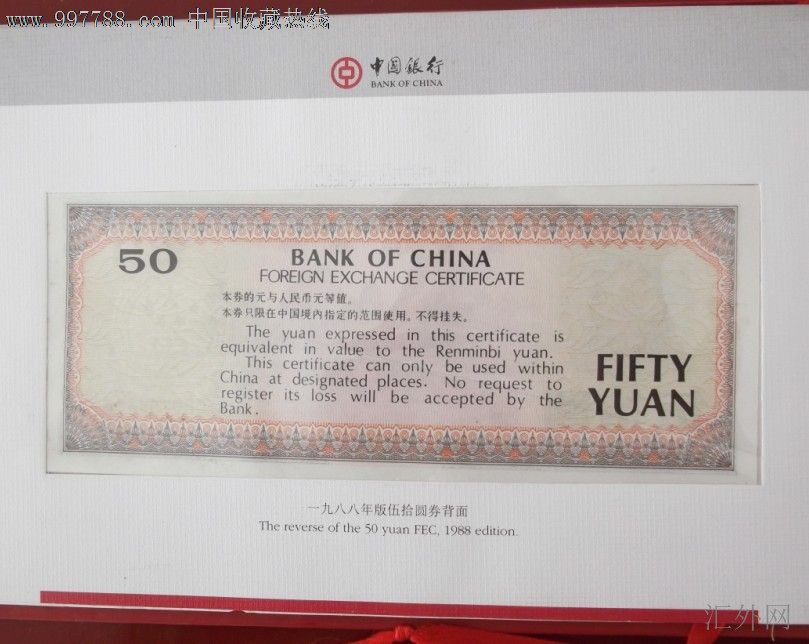 www.997788.com 中国收藏热线
中国银行
BANK OF CHINA
50
BANK OF CHINA
FOREIGN EXCHANGE CERTIFICATE
本券的元与人民币元等值。
本券只限在中国境内指定的范围使用。不得挂失。
The yuan expressed in this certificate is
equivalent in value to the Renminbi yuan.
This certificate can only be used within
China at designated places. No request to
register its loss will be accepted by the
Bank.
FIFTY
YUAN
一九八八年版伍拾圆券背面
The reverse of the 50 yuan FEC, 1988 edition.
汇外网